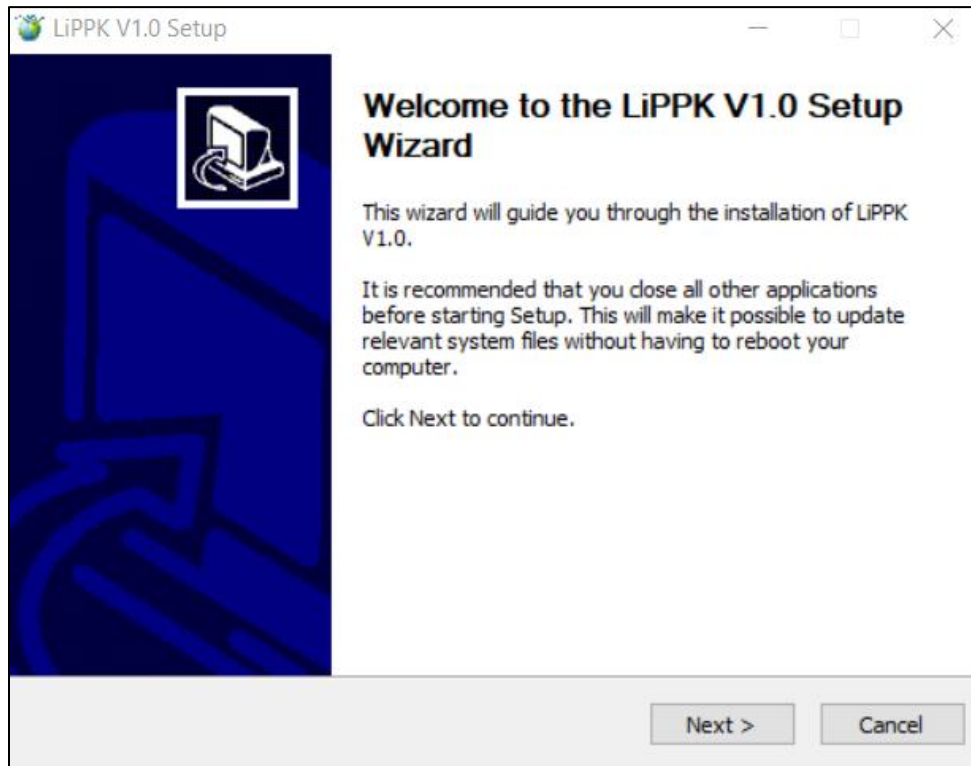 LiPPK V1.0 Setup
Welcome to the LiPPK V1.0 Setup
Wizard
This wizard will guide you through the installation of LiPPK
V1.0.
It is recommended that you close all other applications
before starting Setup. This will make it possible to update
relevant system files without having to reboot your
computer.
Click Next to continue.
Next >
Cancel